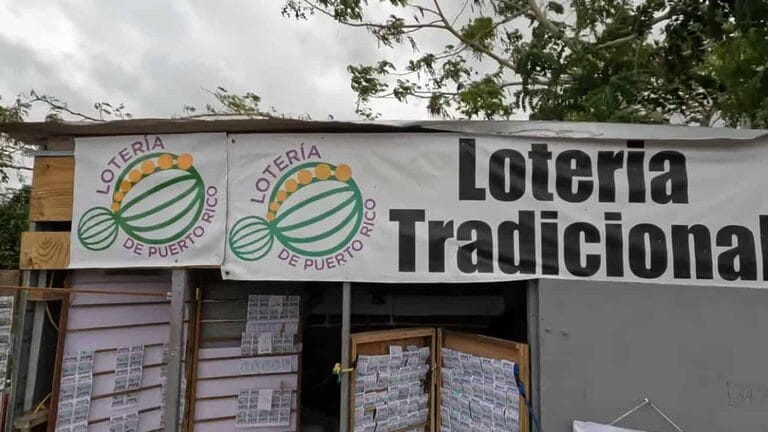 LOTERÍA
DE PUERTO RICO
LOTERÍA
DE PUERTO RICO
Loteria
Tradicional